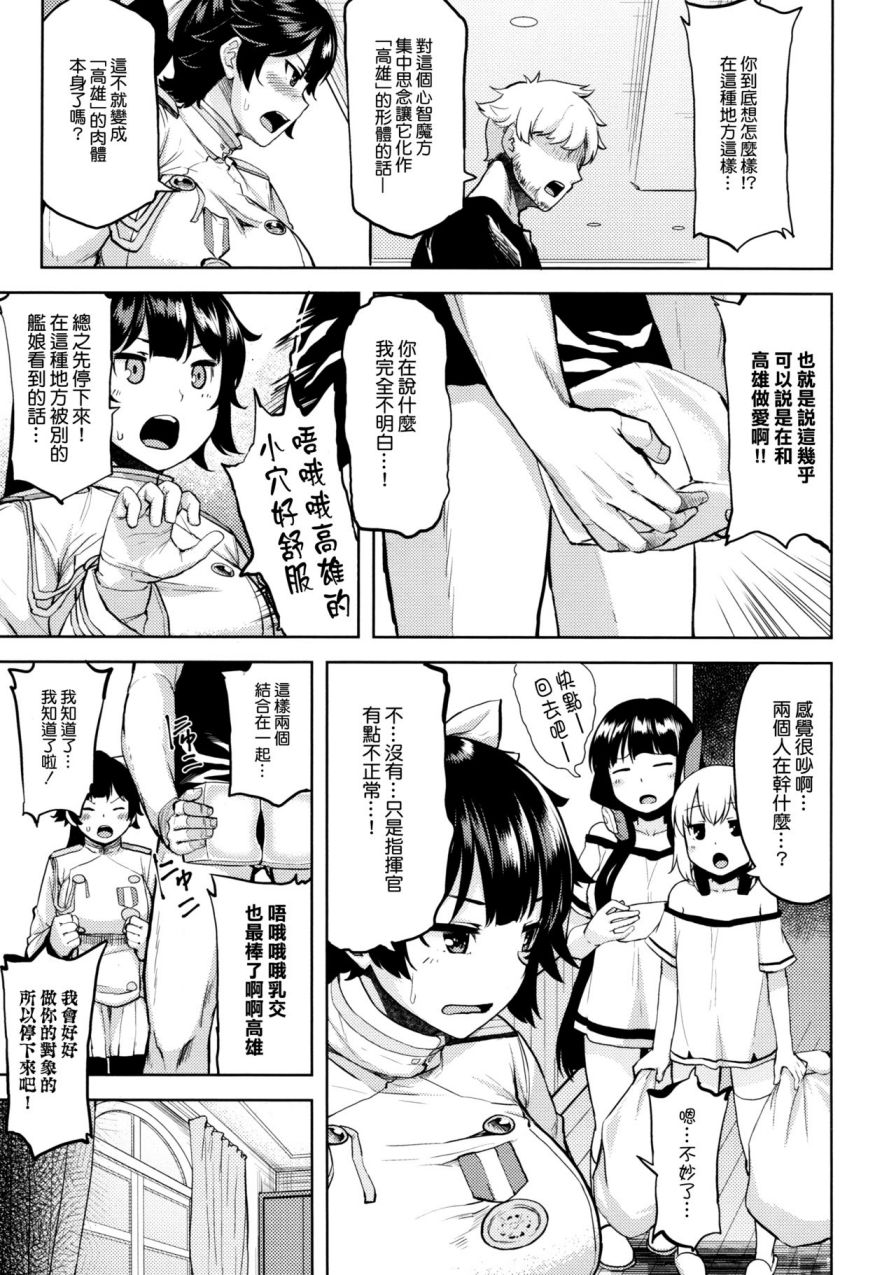 你到底想怎麼樣!?
在這種地方這樣…
對這個心智魔方
集中思念讓它化作
「高雄」的形體的話—
這不就變成
「高雄」的肉體
本身了嗎？
也就是說這幾乎
可以說是在和
高雄做愛啊!!
你在說什麼
我完全不明白…！
唔哦哦高雄的
小穴好舒服
總之先停下來！
在這種地方被別的
艦娘看到的話…！
感覺很吵啊…
兩個人在幹什麼…？
快點—
回去吧—
嗯…不妙了…
不…沒有…只是指揮官
有點不正常…！
這樣兩個
結合在一起…
ニュゥ
ニュゥ
唔哦哦哦乳交
也最棒了啊啊高雄
我知道了…
我知道了啦！
我會好好
做你的對象的
所以停下來吧！